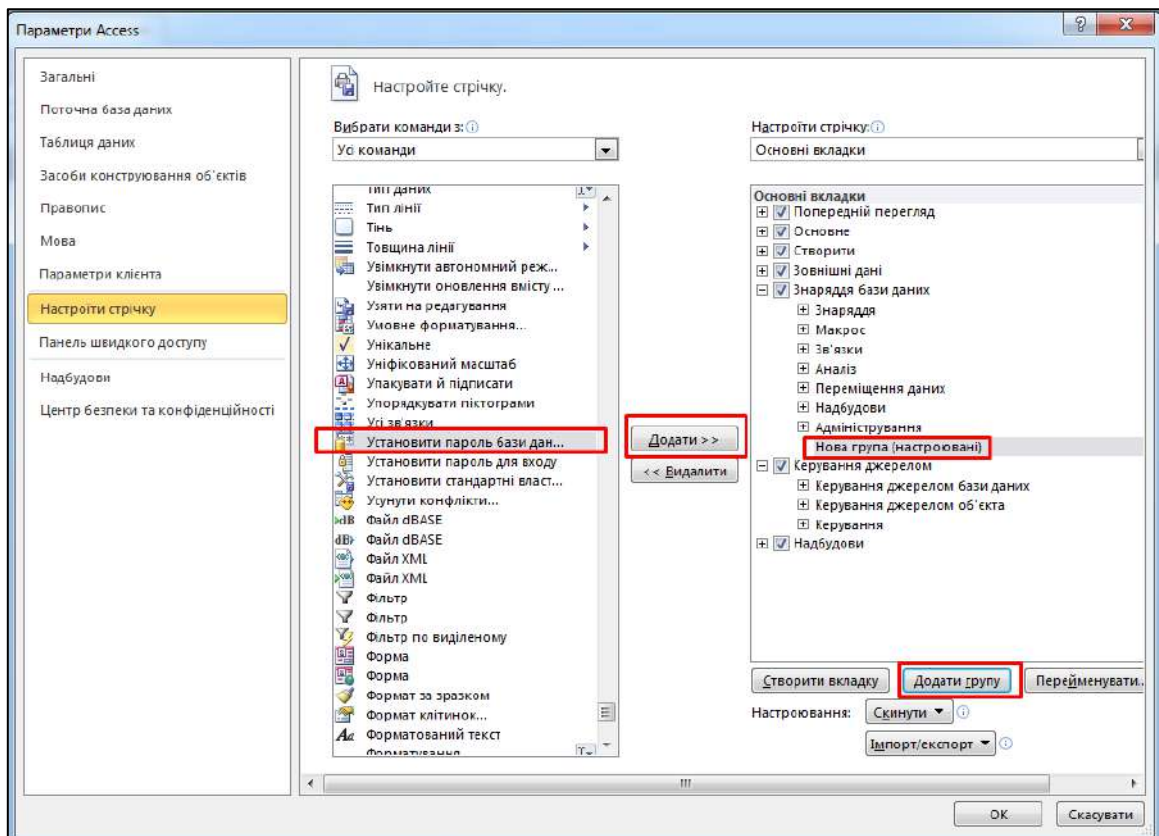 Параметри Access
Загальні
Поточна база даних
Таблиця даних
Засоби конструювання об'єктів
Правопис
Мова
Параметри клієнта
Настроїти стрічку
Панель швидкого доступу
Надбудови
Центр безпеки та конфіденційності
Настройте стрічку.
Вибрати команди з:
Усі команди
Тип даних
Тип лінії
Тінь
Товщина лінії
Увімкнути автономний реж...
Увімкнути оновлення вмісту ...
Узяти на редагування
Умовне форматування...
Унікальне
Уніфікований масштаб
Упакувати й підписати
Упорядкувати піктограми
Усі зв'язки
Установити пароль бази дан...
Установити пароль для входу
Установити стандартні власт...
Усунути конфлікти...
Файл dBASE
Файл dBASE
Файл XML
Файл XML
Фільтр
Фільтр
Фільтр по виділеному
Форма
Форма
Формат за зразком
Формат клітинок...
Форматований текст
Форматування
Додати >>
<< Видалити
Настроїти стрічку:
Основні вкладки
Основні вкладки
Попередній перегляд
Основне
Створити
Зовнішні дані
Знаряддя бази даних
Знаряддя
Макрос
Зв'язки
Аналіз
Переміщення даних
Надбудови
Адміністрування
Нова група (настроювані)
Керування джерелом
Керування джерелом бази даних
Керування джерелом об'єкта
Керування
Надбудови
Створити вкладку
Додати групу
Перейменувати..
Настроювання:
Скинути
Імпорт/експорт
ОК
Скасувати